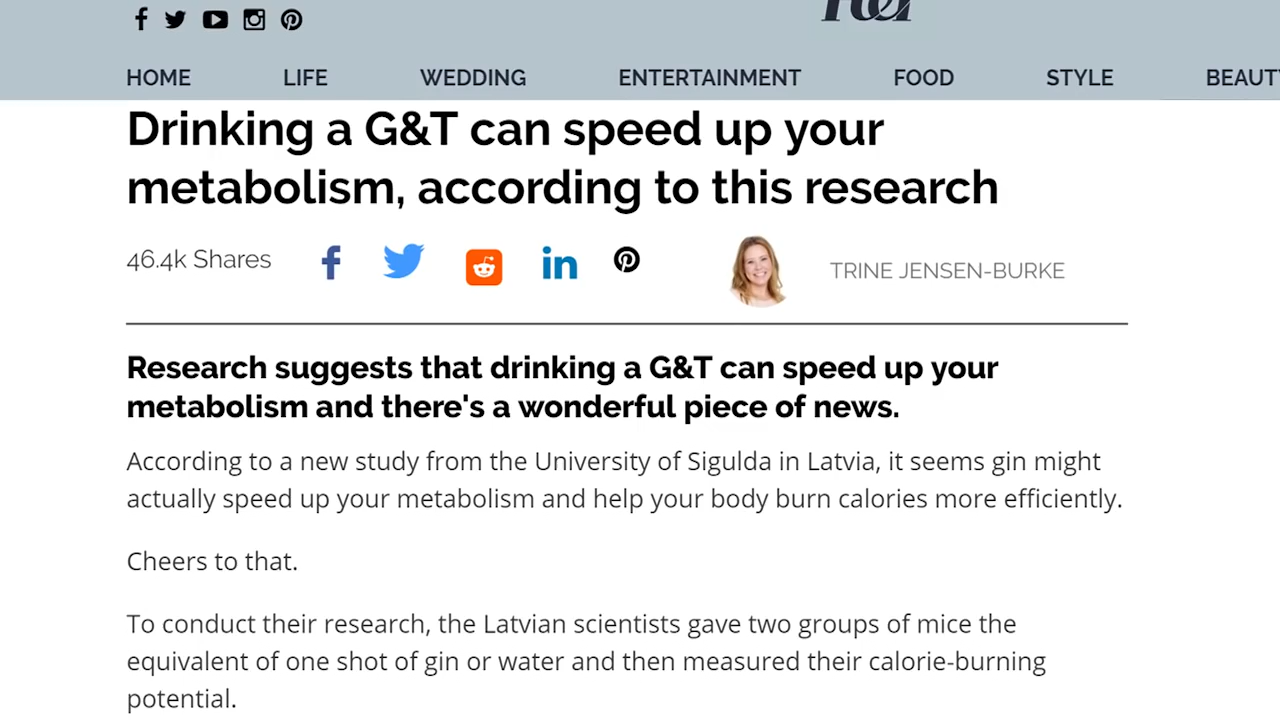 HOME LIFE WEDDING ENTERTAINMENT FOOD STYLE BEAUTY
Drinking a G&T can speed up your
metabolism, according to this research
46.4k Shares
TRINE JENSEN-BURKE
Research suggests that drinking a G&T can speed up your
metabolism and there's a wonderful piece of news.
According to a new study from the University of Sigulda in Latvia, it seems gin might
actually speed up your metabolism and help your body burn calories more efficiently.
Cheers to that.
To conduct their research, the Latvian scientists gave two groups of mice the
equivalent of one shot of gin or water and then measured their calorie-burning
potential.